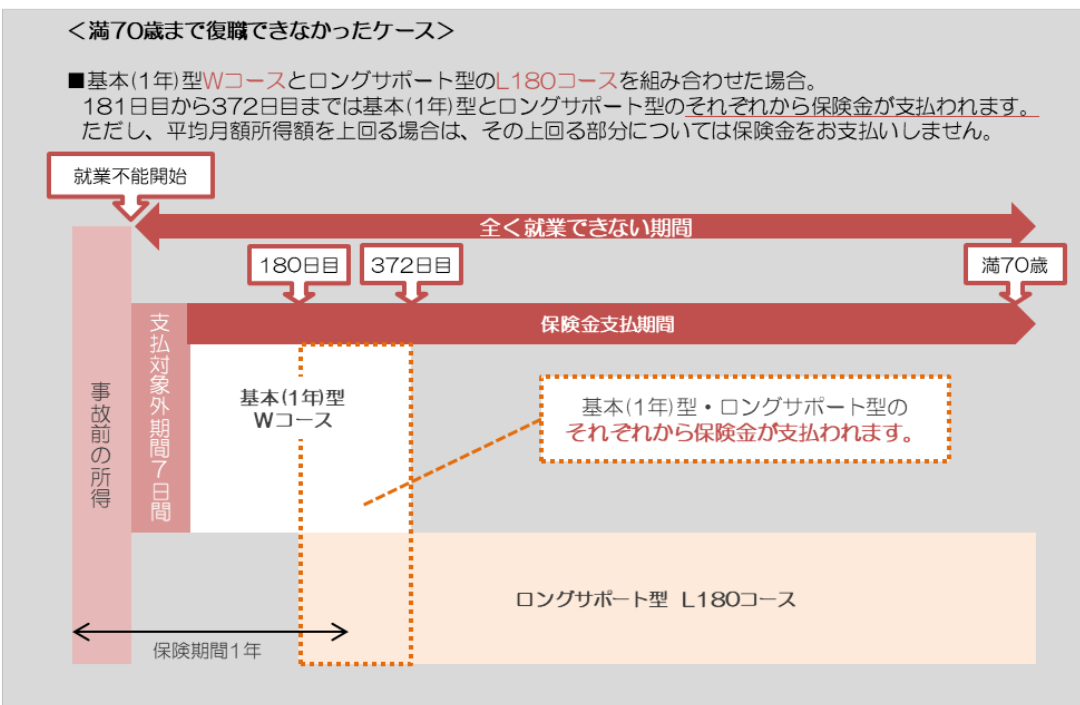 ＜満70歳まで復職できなかったケース＞
■基本(1年)型Wコースとロングサポート型のL180コースを組み合わせた場合。
181日目から372日目までは基本(1年)型とロングサポート型のそれぞれから保険金が支払われます。
ただし、平均月額所得額を上回る場合は、その上回る部分については保険金をお支払いしません。
就業不能開始
全く就業できない期間
180日目
372日目
満70歳
保険金支払期間
支払対象外期間7日間
事故前の所得
基本(1年)型
Wコース
基本(1年)型・ロングサポート型の
それぞれから保険金が支払われます。
ロングサポート型 L180コース
保険期間1年